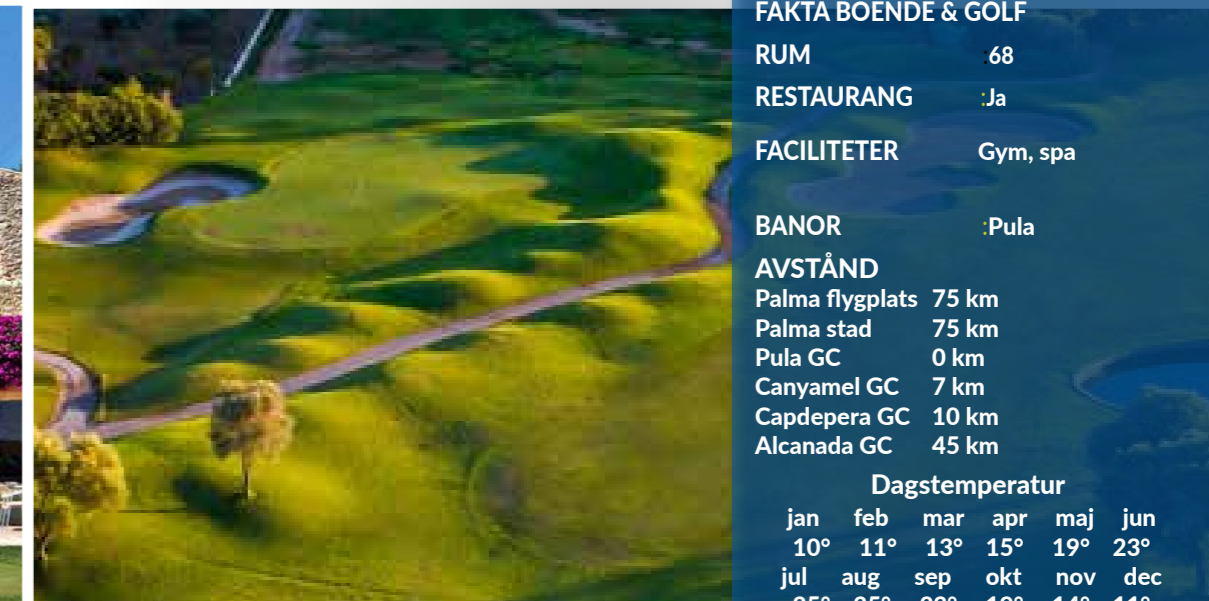 FAKTA BOENDE & GOLF
RUM :68
RESTAURANG :Ja
FACILITETER Gym, spa
BANOR :Pula
AVSTÅND
Palma flygplats 75 km
Palma stad 75 km
Pula GC 0 km
Canyamel GC 7 km
Capdepera GC 10 km
Alcanada GC 45 km
Dagstemperatur
jan feb mar apr maj jun
10° 11° 13° 15° 19° 23°
jul aug sep okt nov dec